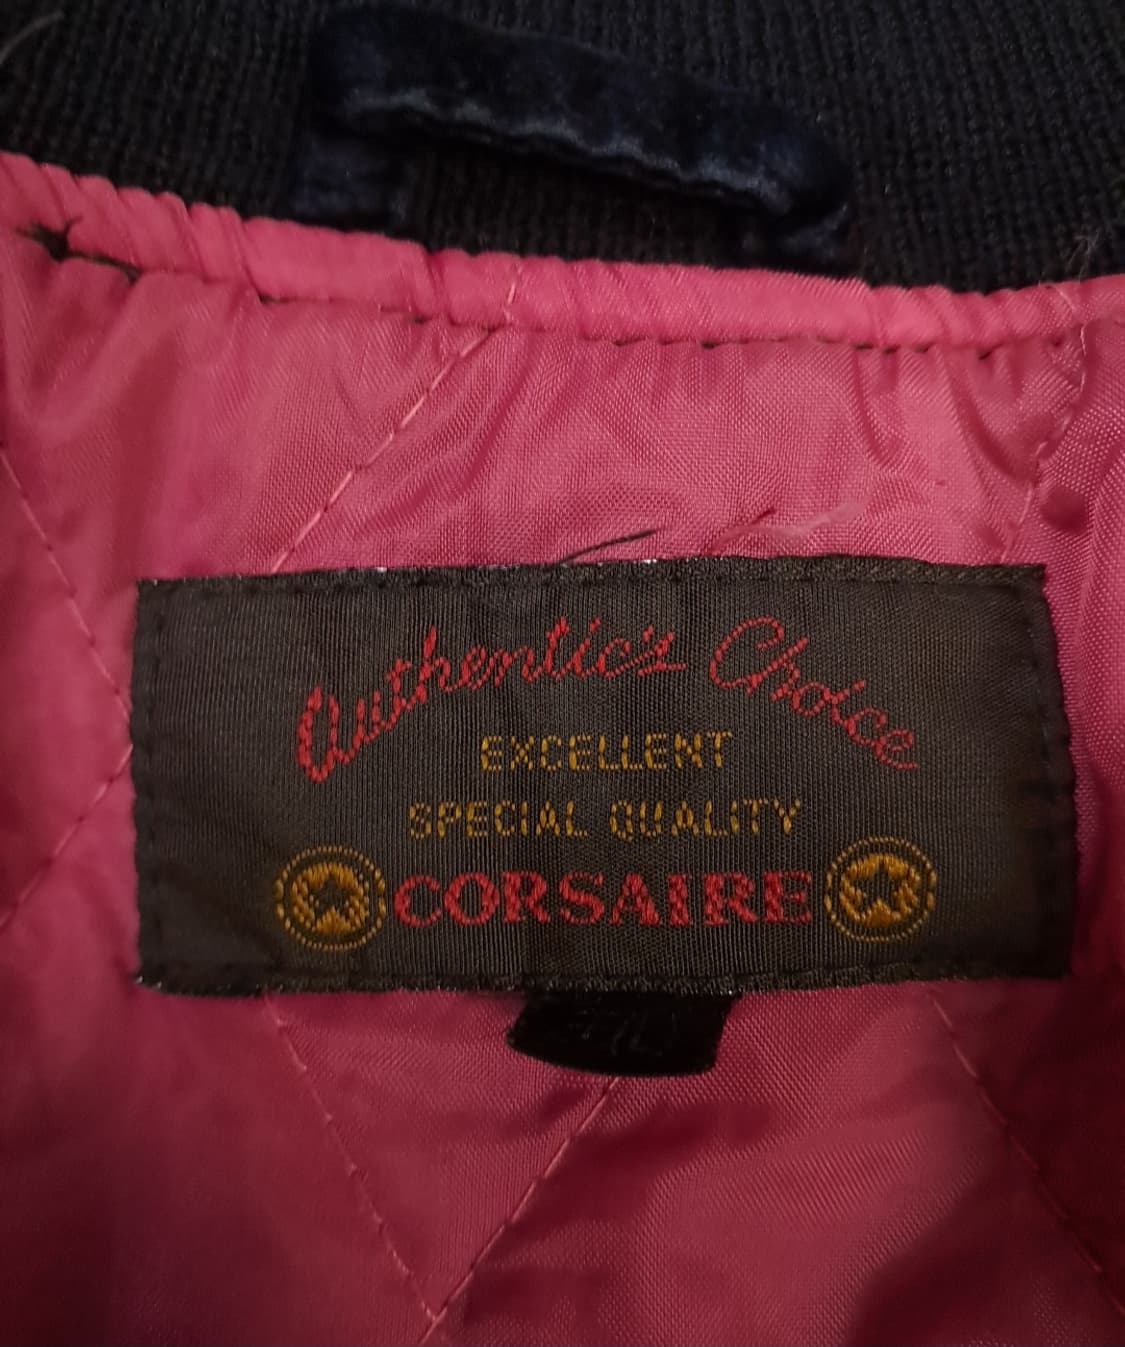 Authentic's Choice
EXCELLENT
SPECIAL QUALITY
CORSAIRE